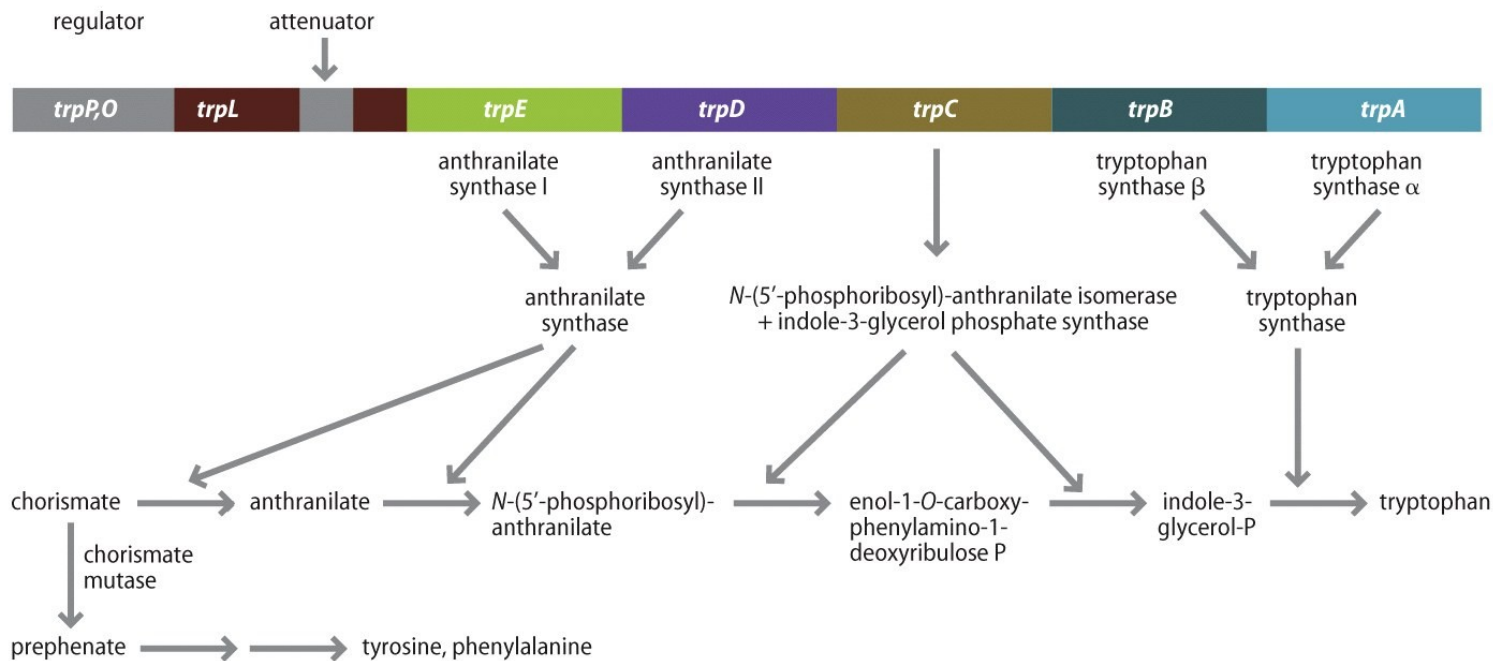 regulator
attenuator
trpP,O
trpL
trpE
trpD
trpC
trpB
trpA
anthranilate
synthase I
anthranilate
synthase II
tryptophan
synthase β
tryptophan
synthase α
anthranilate
synthase
N-(5′-phosphoribosyl)-anthranilate isomerase
+ indole-3-glycerol phosphate synthase
tryptophan
synthase
chorismate
anthranilate
N-(5′-phosphoribosyl)-
anthranilate
enol-1-O-carboxy-
phenylamino-1-
deoxyribulose P
indole-3-
glycerol-P
tryptophan
chorismate
mutase
prephenate
tyrosine, phenylalanine